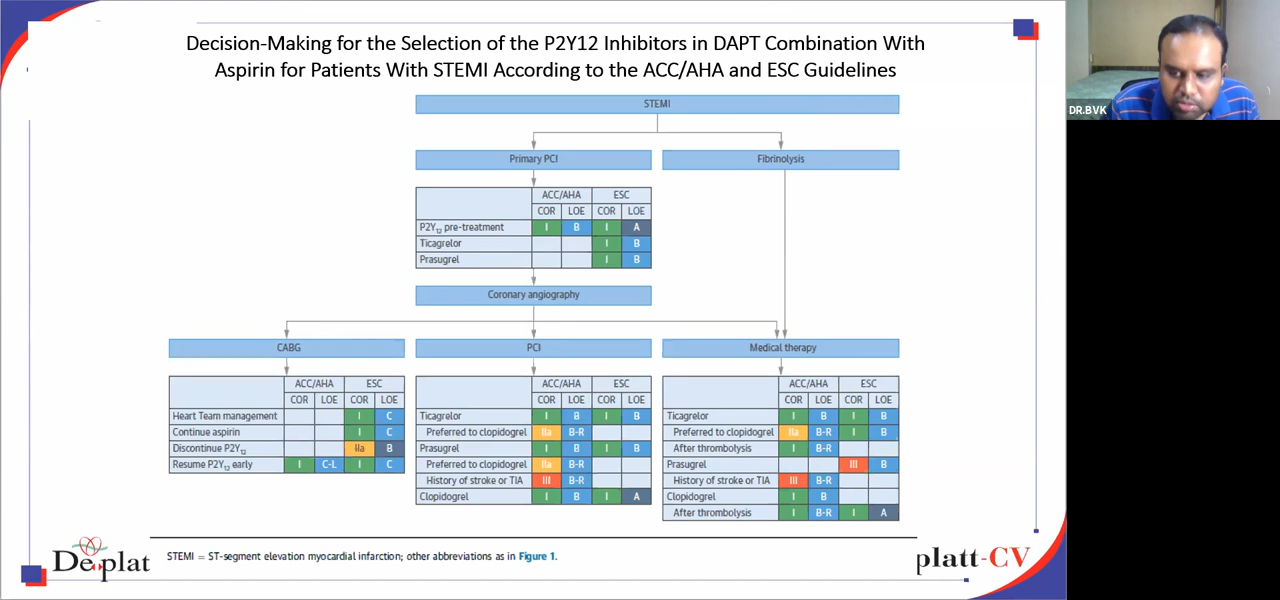 Decision-Making for the Selection of the P2Y12 Inhibitors in DAPT Combination With
Aspirin for Patients With STEMI According to the ACC/AHA and ESC Guidelines
DR.BVK
STEMI
Primary PCI
Fibrinolysis
ACC/AHA ESC
COR LOE COR LOE
P2Y12 pre-treatment I B I A
Ticagrelor I B
Prasugrel I B
Coronary angiography
CABG
ACC/AHA ESC
COR LOE COR LOE
Heart Team management I C
Continue aspirin I C
Discontinue P2Y12 IIa B
Resume P2Y12 early I C-L I C
PCI
ACC/AHA ESC
COR LOE COR LOE
Ticagrelor I B I B
Preferred to clopidogrel IIa B-R
Prasugrel I B I B
Preferred to clopidogrel IIa B-R
History of stroke or TIA III B-R
Clopidogrel I B I A
Medical therapy
ACC/AHA ESC
COR LOE COR LOE
Ticagrelor I B I B
Preferred to clopidogrel IIa B-R I B
After thrombolysis I B-R
Prasugrel III B
History of stroke or TIA III B-R
Clopidogrel I B
After thrombolysis I B-R I A
STEMI = ST-segment elevation myocardial infarction; other abbreviations as in Figure 1.
Deplat
platt-CV